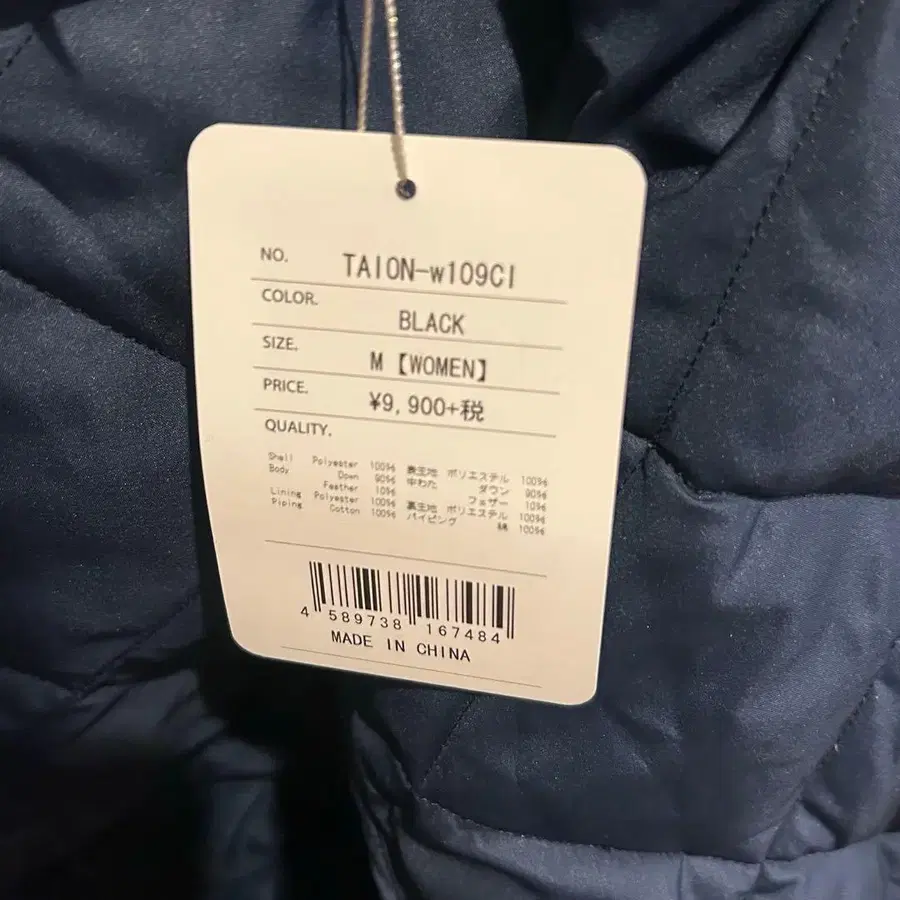 NO. TAION-w109CI
COLOR. BLACK
SIZE. M【WOMEN】
PRICE. ¥9,900+税
QUALITY.
Shell Polyester 100% 表生地 ポリエステル 100%
Body Down 90% 中わた ダウン 90%
Feather 10% フェザー 10%
Lining Polyester 100% 裏生地 ポリエステル 100%
Piping Cotton 100% パイピング 綿 100%
4 589738 167484
MADE IN CHINA